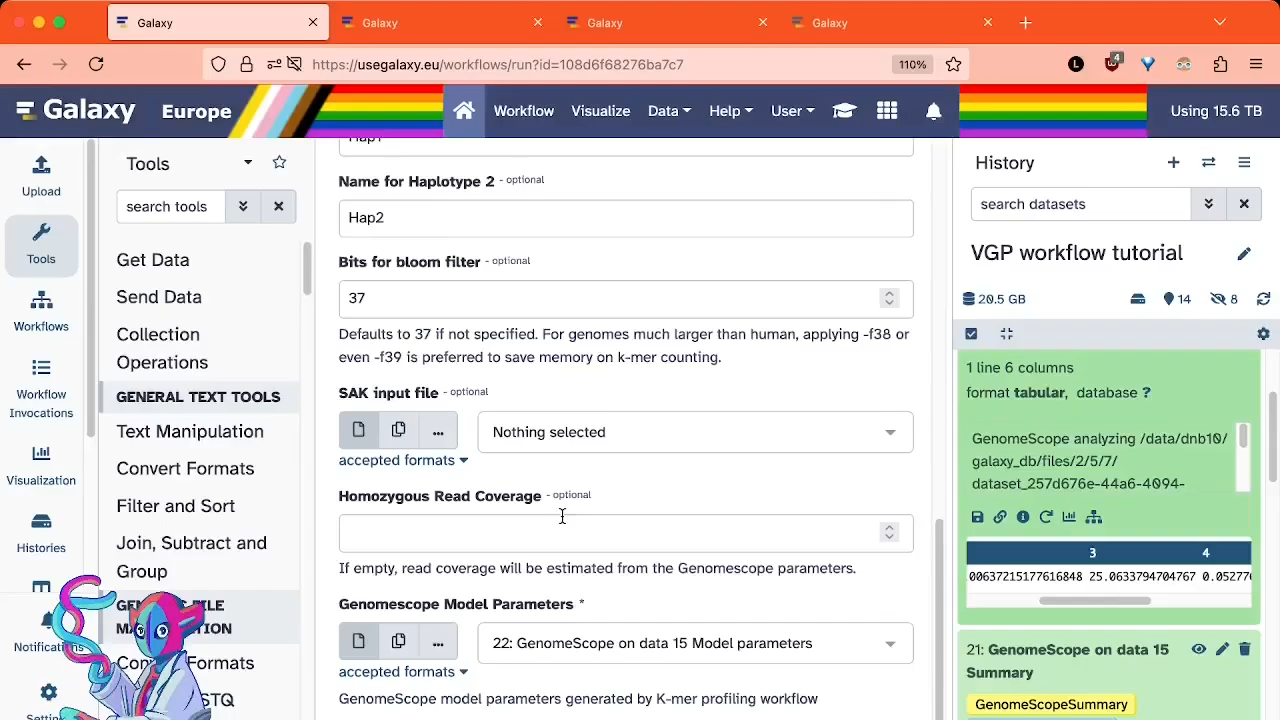 Galaxy
Galaxy
Galaxy
Galaxy
https://usegalaxy.eu/workflows/run?id=108d6f68276ba7c7
110%
L
4
Galaxy Europe
Workflow
Visualize
Data
Help
User
Using 15.6 TB
Upload
Tools
Workflows
Workflow
Invocations
Visualization
Histories
Tools
search tools
Get Data
Send Data
Collection
Operations
GENERAL TEXT TOOLS
Text Manipulation
Convert Formats
Filter and Sort
Join, Subtract and
Group
FILE
Formats
Name for Haplotype 2 - optional
Hap2
Bits for bloom filter - optional
37
Defaults to 37 if not specified. For genomes much larger than human, applying -f38 or
even -f39 is preferred to save memory on k-mer counting.
SAK input file - optional
...
Nothing selected
accepted formats
Homozygous Read Coverage - optional
If empty, read coverage will be estimated from the Genomescope parameters.
Genomescope Model Parameters *
...
22: GenomeScope on data 15 Model parameters
accepted formats
GenomeScope model parameters generated by K-mer profiling workflow
History
search datasets
VGP workflow tutorial
20.5 GB
14
8
1 line 6 columns
format tabular, database ?
GenomeScope analyzing /data/dnb10/
galaxy_db/files/2/5/7/
dataset_257d676e-44a6-4094-
3 4
00637215177616848 25.0633794704767 0.05277
21: GenomeScope on data 15
Summary
GenomeScopeSummary